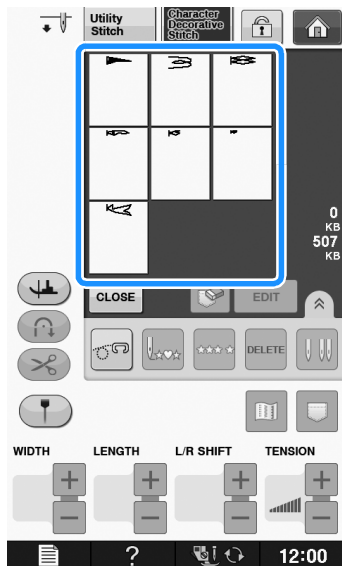 Utility
Stitch
Character
Decorative
Stitch
0
KB
507
KB
CLOSE
EDIT
DELETE
WIDTH
LENGTH
L/R SHIFT
TENSION
?
12:00